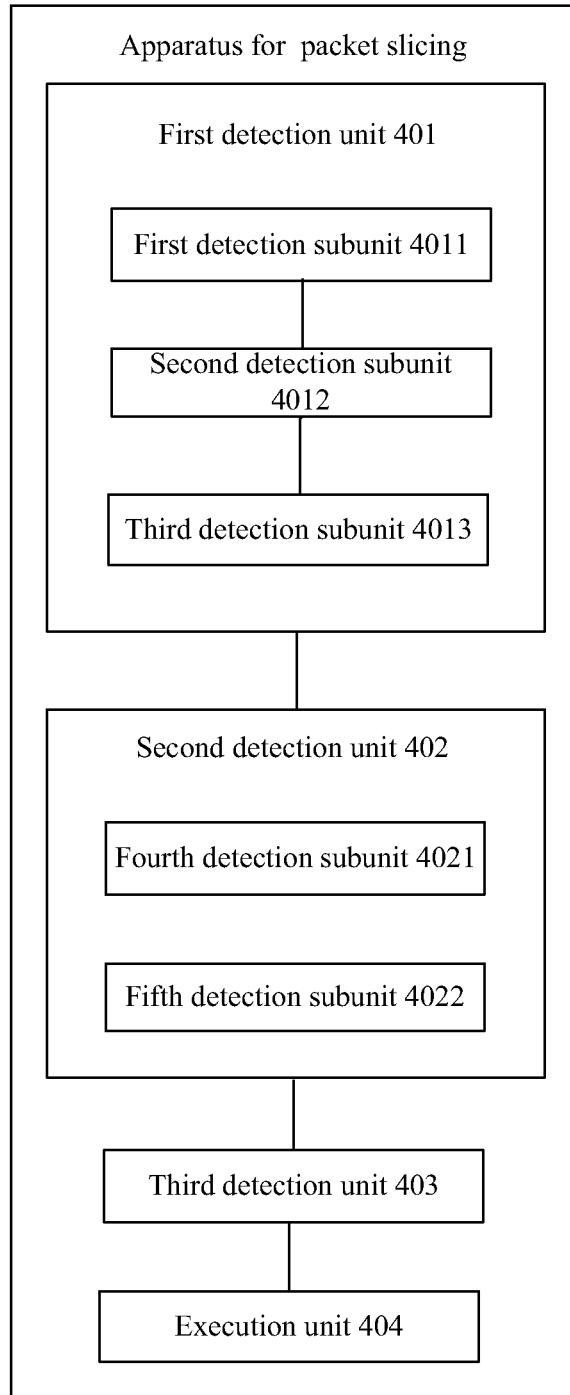 Apparatus for packet slicing
First detection unit 401
First detection subunit 4011
Second detection subunit
4012
Third detection subunit 4013
Second detection unit 402
Fourth detection subunit 4021
Fifth detection subunit 4022
Third detection unit 403
Execution unit 404